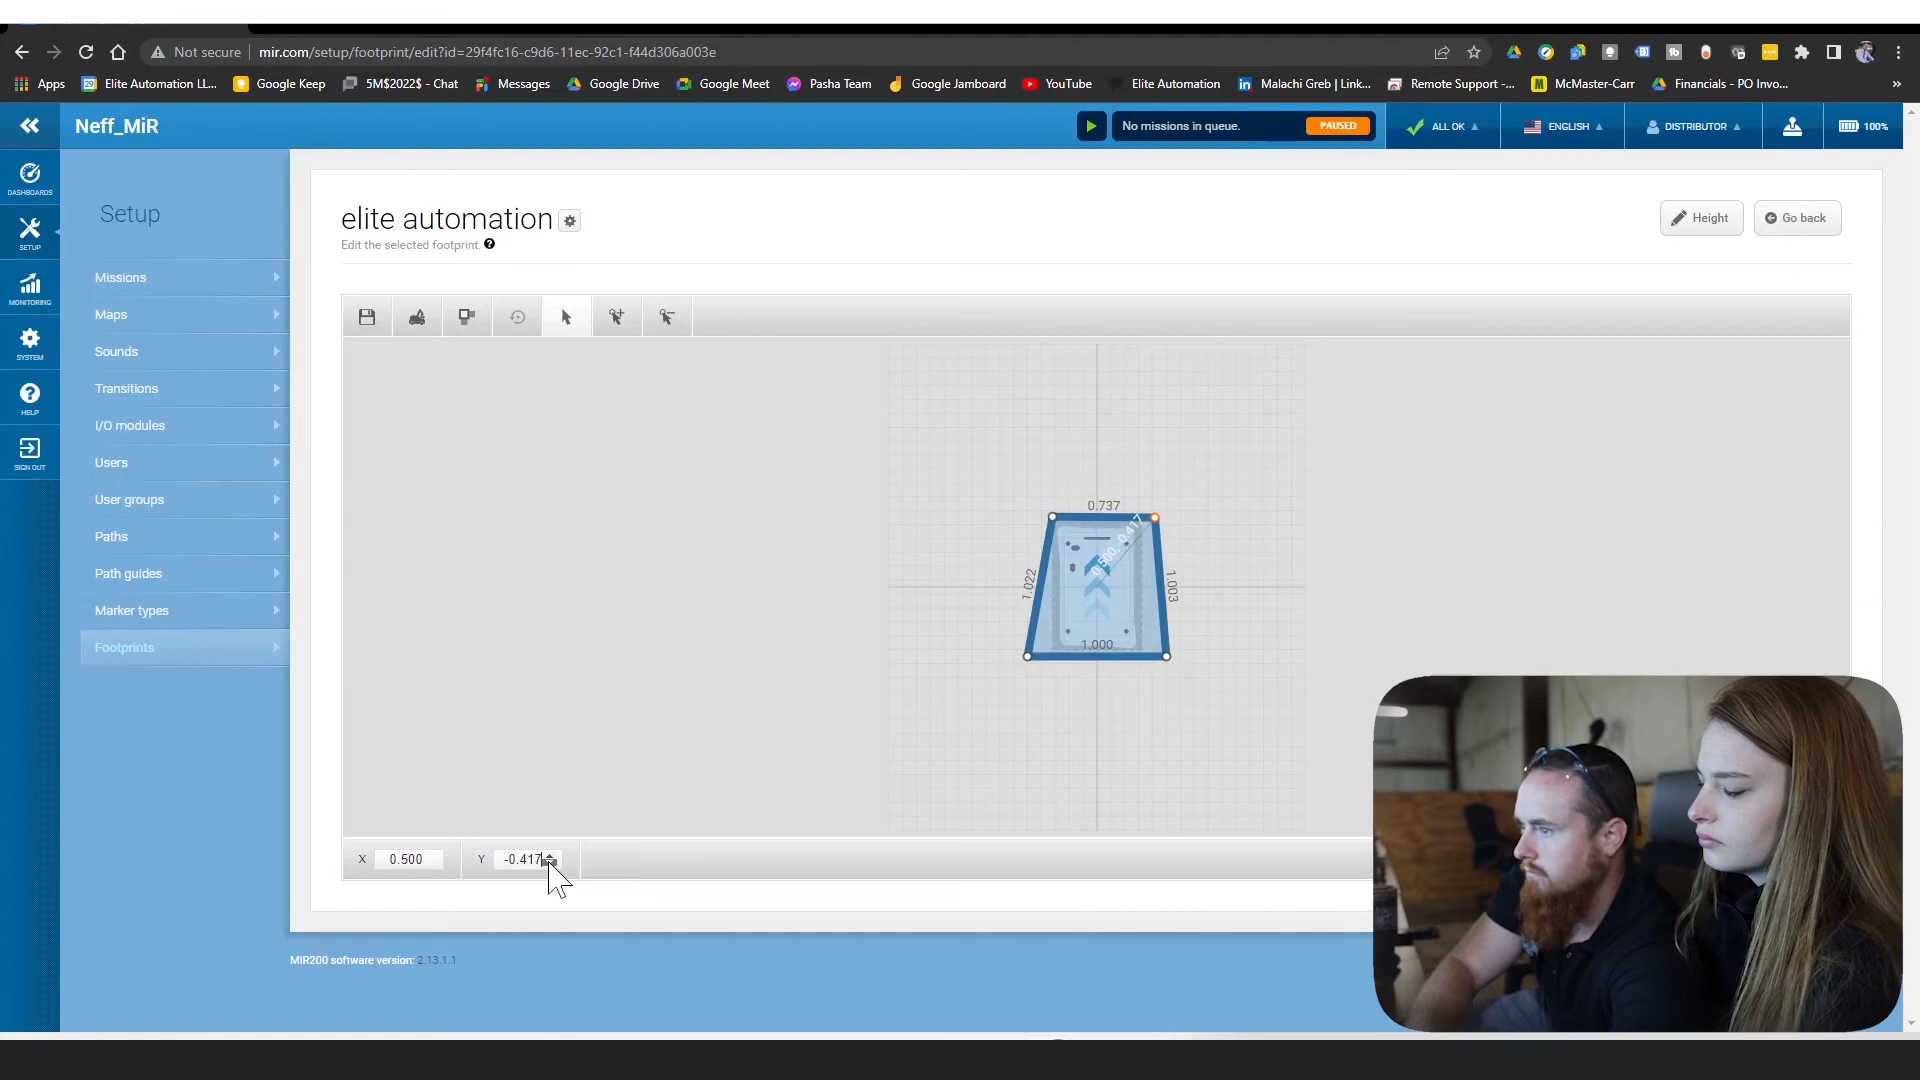 Not secure mir.com/setup/footprint/edit?id=29f4fc16-c9d6-11ec-92c1-f44d306a003e
Apps Elite Automation LL... Google Keep 5M$2022$ - Chat Messages Google Drive Google Meet Pasha Team Google Jamboard YouTube Elite Automation Malachi Greb | Link... Remote Support -... McMaster-Carr Financials - PO Invo... »
Neff_MiR No missions in queue. PAUSED ALL OK ENGLISH DISTRIBUTOR 100%
DASHBOARDS
SETUP
MONITORING
SYSTEM
HELP
SIGN OUT
Setup
Missions
Maps
Sounds
Transitions
I/O modules
Users
User groups
Paths
Path guides
Marker types
Footprints
elite automation
Edit the selected footprint.
Height Go back
0.737
0.500, -0.417
1.022
1.003
1.000
X 0.500 Y -0.417
MIR200 software version: 2.13.1.1